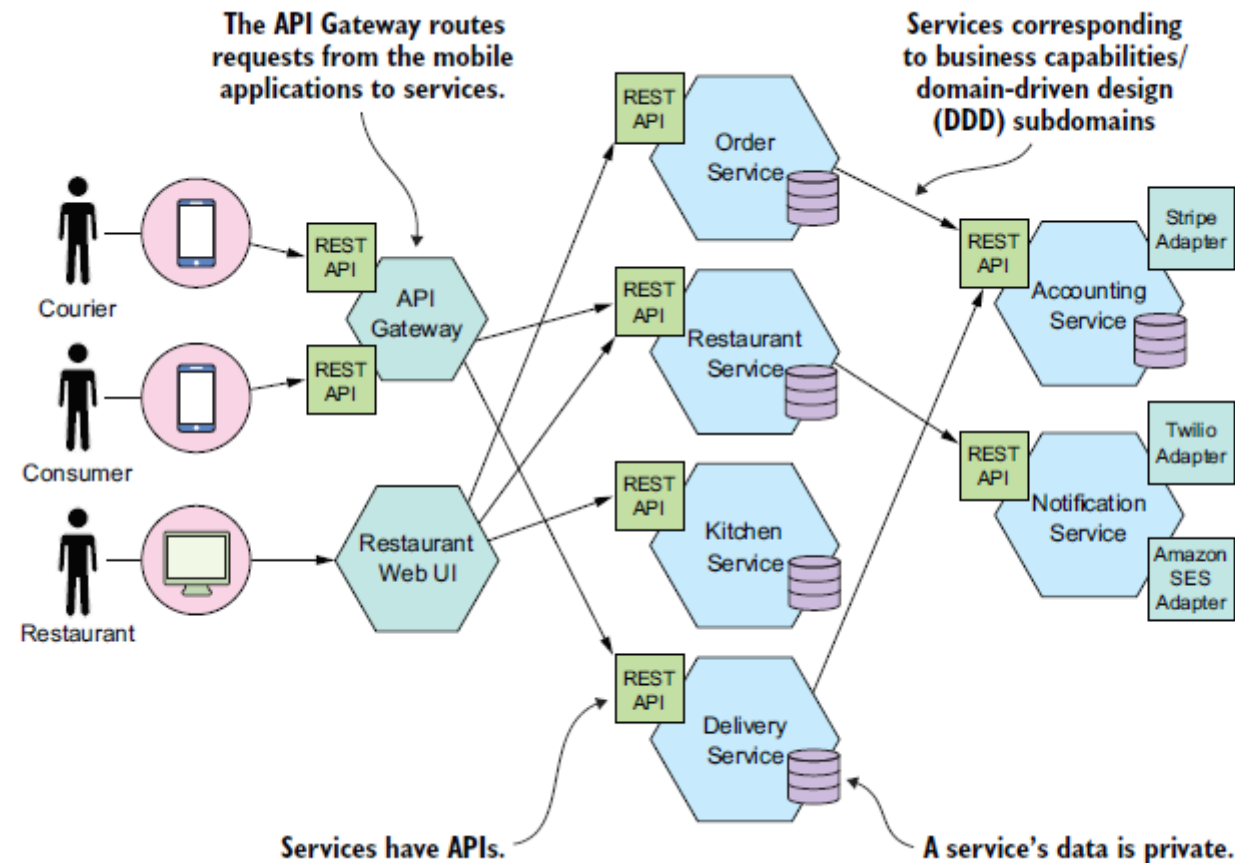 The API Gateway routes
requests from the mobile
applications to services.
Services corresponding
to business capabilities/
domain-driven design
(DDD) subdomains
REST
API
Order
Service
Courier
REST
API
API
Gateway
REST
API
Consumer
REST
API
Restaurant
Service
REST
API
Accounting
Service
Stripe
Adapter
Restaurant
Restaurant
Web UI
REST
API
Kitchen
Service
REST
API
Notification
Service
Twilio
Adapter
Amazon
SES
Adapter
REST
API
Delivery
Service
Services have APIs.
A service's data is private.